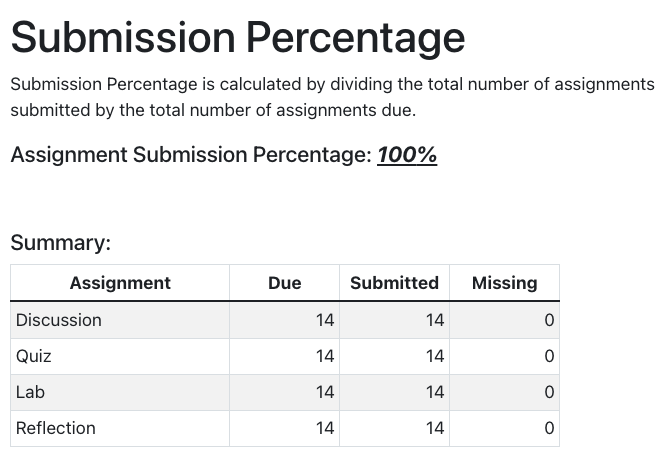 Submission Percentage
Submission Percentage is calculated by dividing the total number of assignments
submitted by the total number of assignments due.
Assignment Submission Percentage: 100%
Summary:
Assignment Due Submitted Missing
Discussion 14 14 0
Quiz 14 14 0
Lab 14 14 0
Reflection 14 14 0